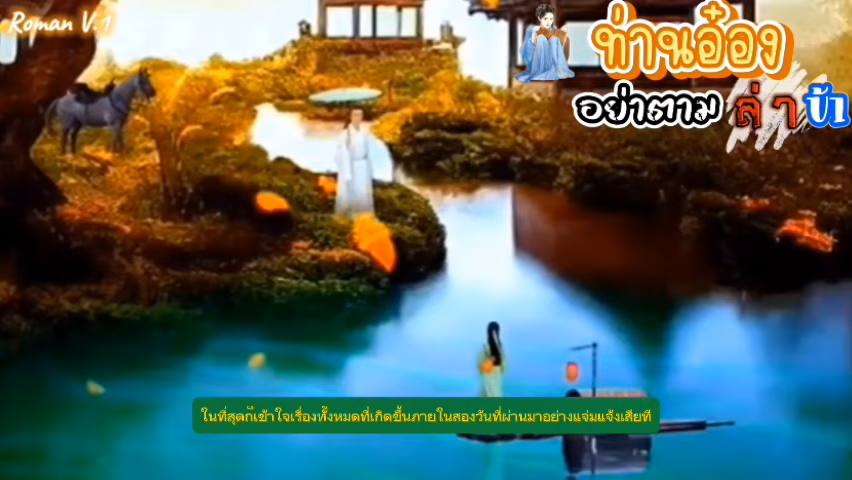 Roman V.1
ท่านอ๋อง
อย่าตาม ล่า ข้า
ในที่สุดก็เข้าใจเรื่องทั้งหมดที่เกิดขึ้นภายในสองวันที่ผ่านมาอย่างแจ่มแจ้งเสียที